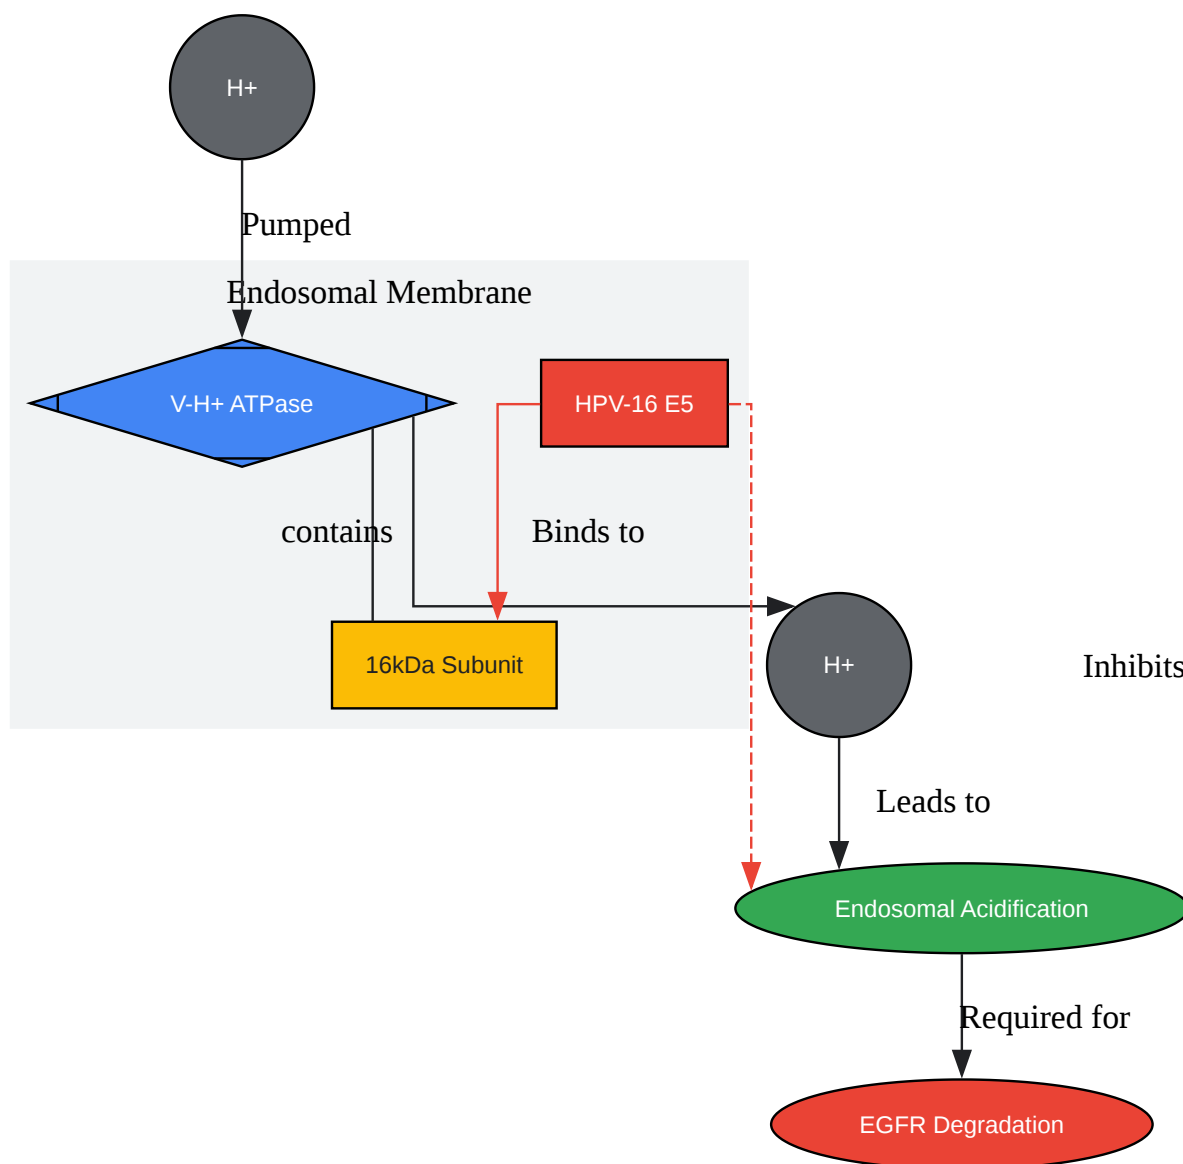 H+
Pumped
Endosomal Membrane
V-H+ ATPase
HPV-16 E5
contains
Binds to
16kDa Subunit
H+
Inhibits
Leads to
Endosomal Acidification
Required for
EGFR Degradation